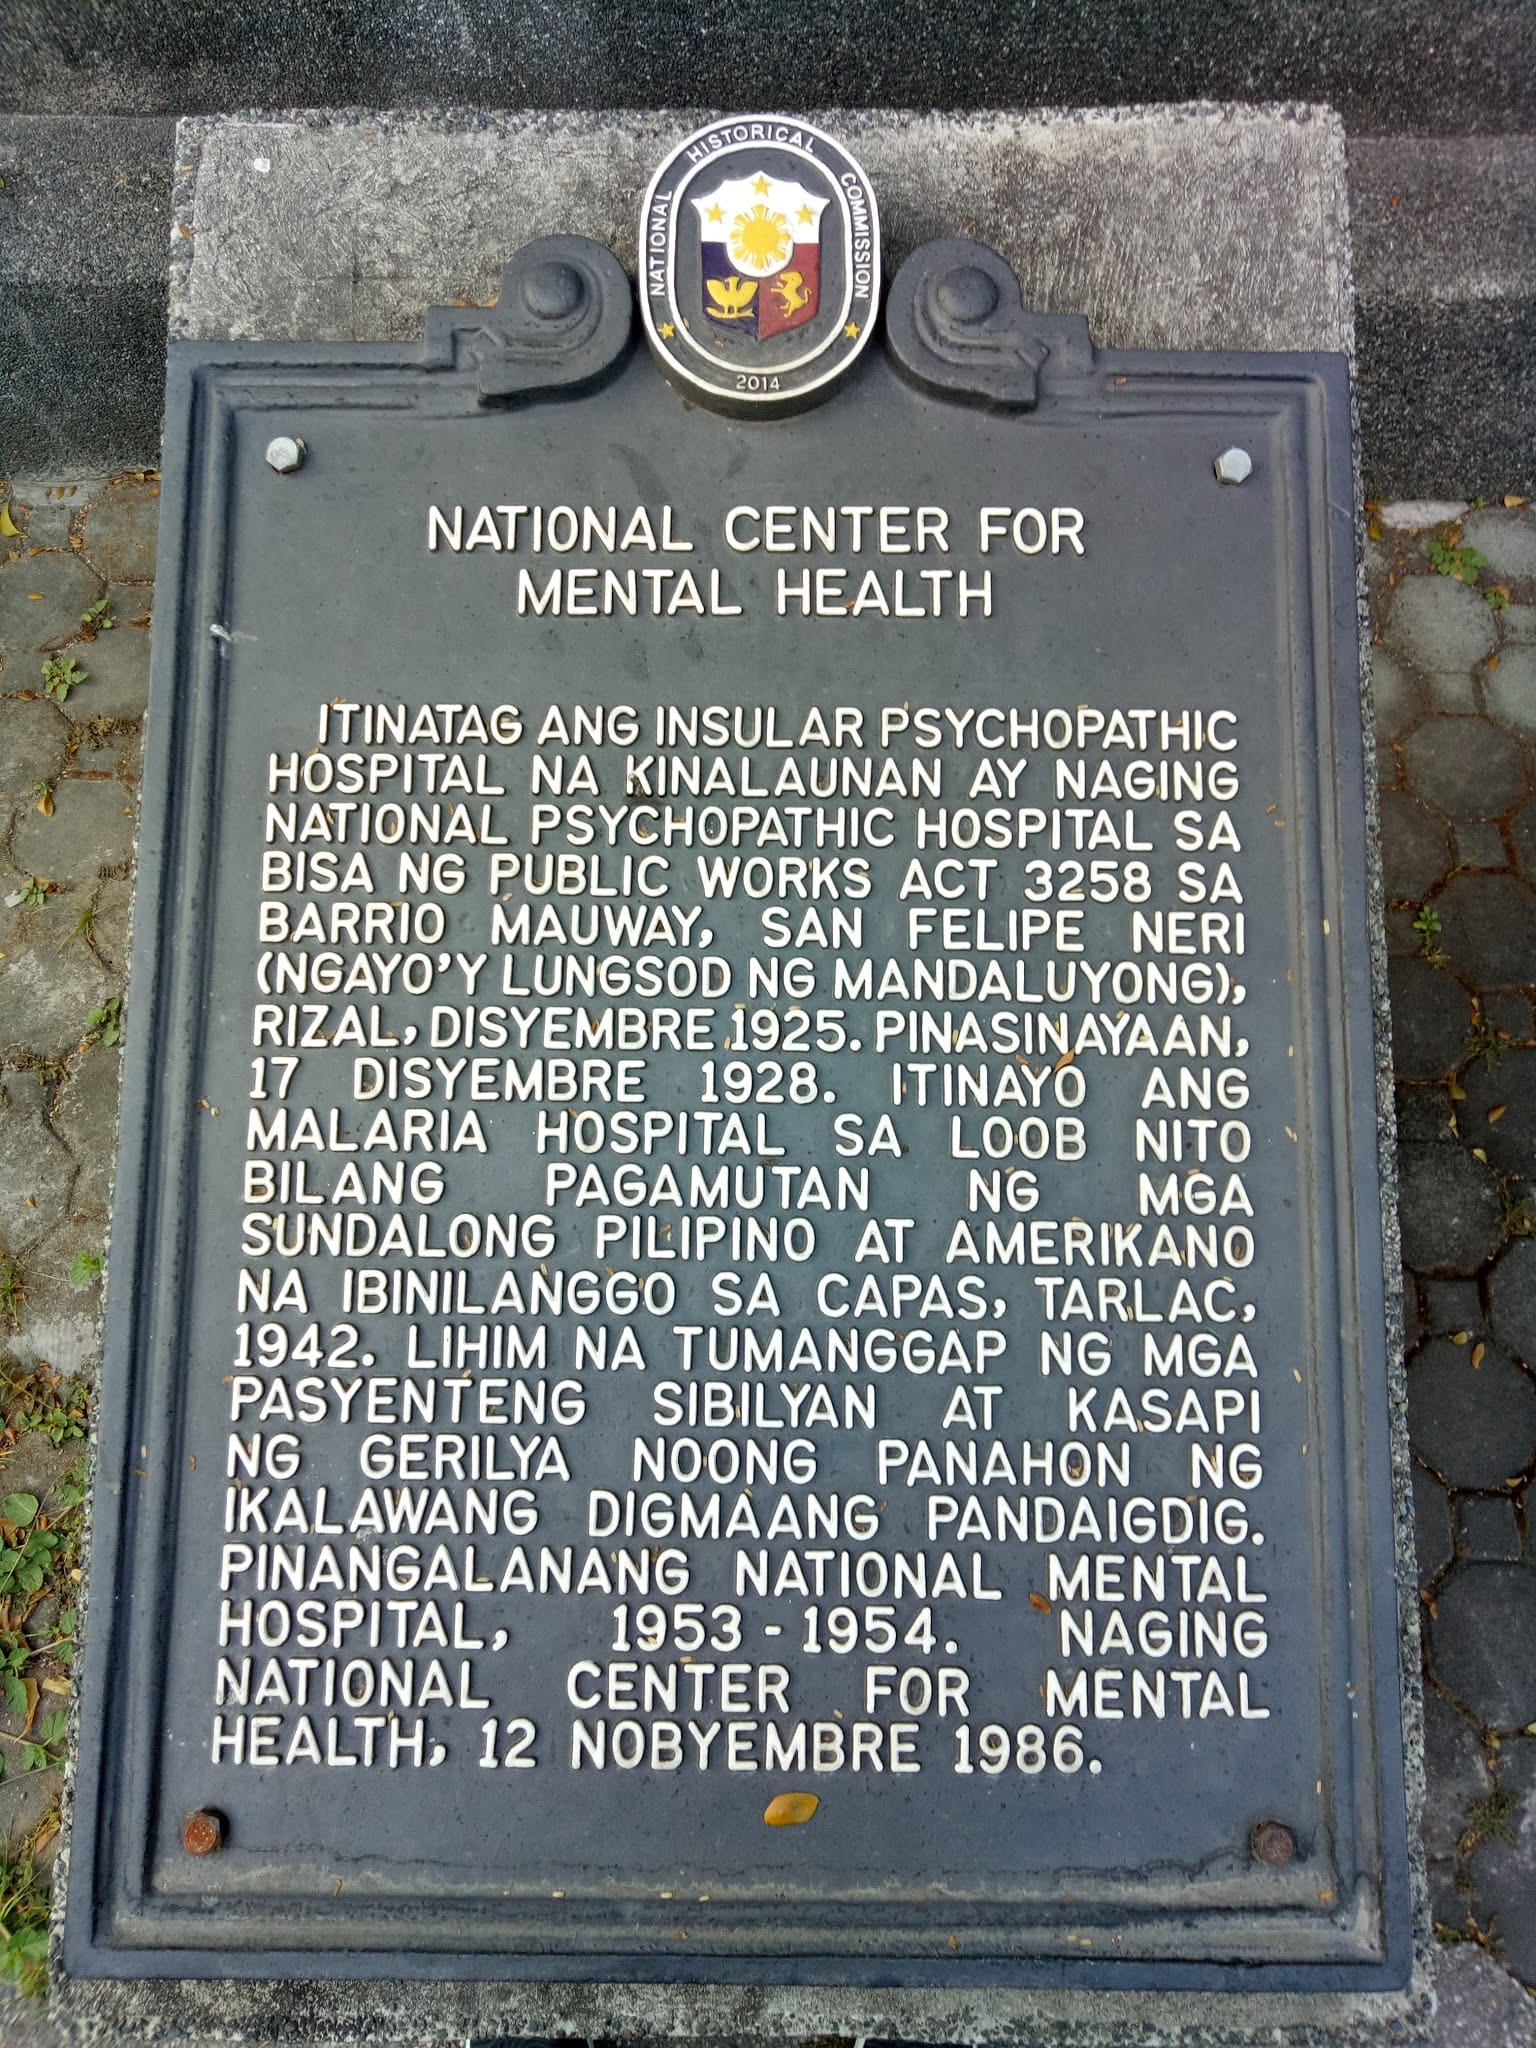 NATIONAL HISTORICAL COMMISSION
2014
NATIONAL CENTER FOR
MENTAL HEALTH
ITINATAG ANG INSULAR PSYCHOPATHIC
HOSPITAL NA KINALAUNAN AY NAGING
NATIONAL PSYCHOPATHIC HOSPITAL SA
BISA NG PUBLIC WORKS ACT 3258 SA
BARRIO MAUWAY, SAN FELIPE NERI
(NGAYO'Y LUNGSOD NG MANDALUYONG),
RIZAL, DISYEMBRE 1925. PINASINAYAAN,
17 DISYEMBRE 1928. ITINAYO ANG
MALARIA HOSPITAL SA LOOB NITO
BILANG PAGAMUTAN NG MGA
SUNDALONG PILIPINO AT AMERIKANO
NA IBINILANGGO SA CAPAS, TARLAC,
1942. LIHIM NA TUMANGGAP NG MGA
PASYENTENG SIBILYAN AT KASAPI
NG GERILYA NOONG PANAHON NG
IKALAWANG DIGMAANG PANDAIGDIG.
PINANGALANANG NATIONAL MENTAL
HOSPITAL, 1953 - 1954. NAGING
NATIONAL CENTER FOR MENTAL
HEALTH, 12 NOBYEMBRE 1986.